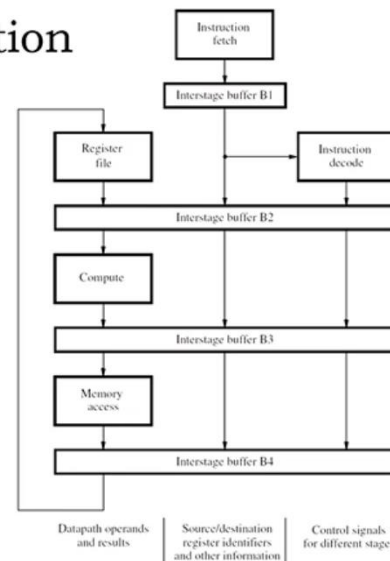 tion
Instruction
fetch
Interstage buffer B1
Register
file
Instruction
decode
Interstage buffer B2
Compute
Interstage buffer B3
Memory
access
Interstage buffer B4
Datapath operands
and results
Source/destination
register identifiers
and other information
Control signals
for different stage